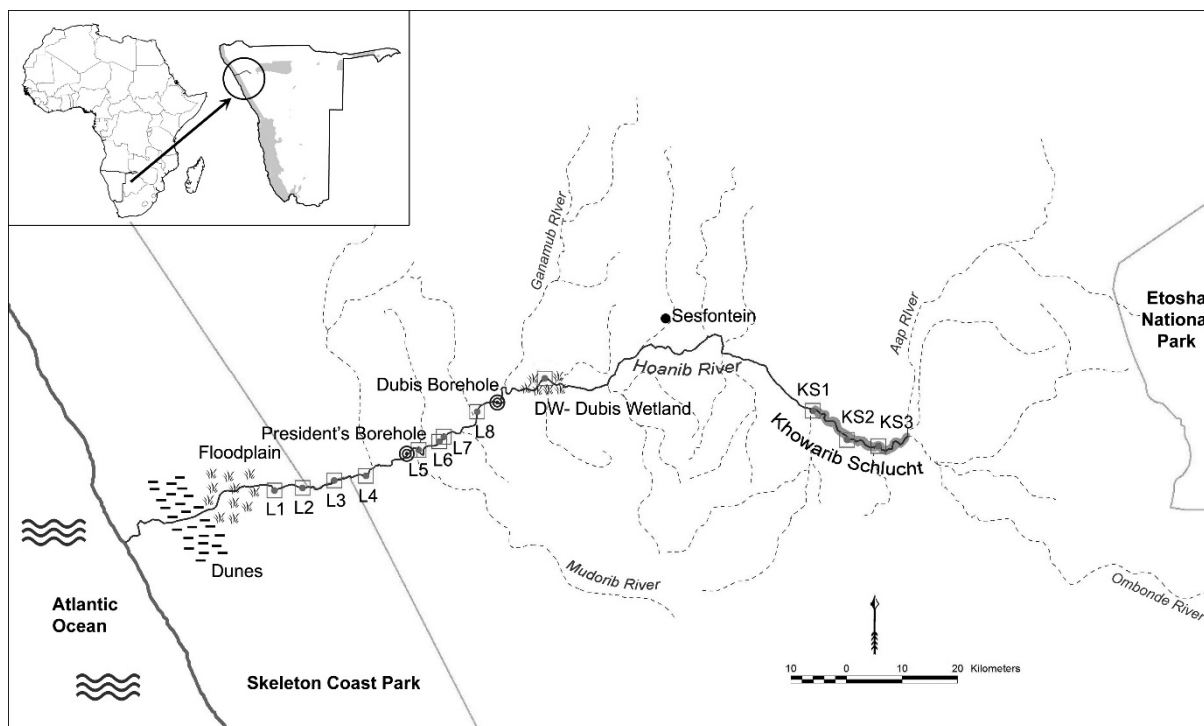 Ganamub River
Sesfontein
Aap River
Etosha
National
Park
Hoanib River
Dubis Borehole
DW- Dubis Wetland
KS1
KS2
KS3
Khowarib Schlucht
President's Borehole
L8
L7
L6
L5
Floodplain
L4
L3
L2
L1
Dunes
Mudorib River
Ombonde River
Atlantic
Ocean
Skeleton Coast Park
10 0 10 20 Kilometers